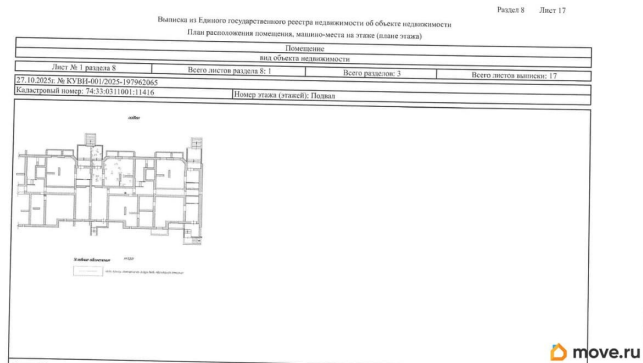 Раздел 8 Лист 17
Выписка из Единого государственного реестра недвижимости об объекте недвижимости
План расположения помещения, машино-места на этаже (плане этажа)
Помещение
вид объекта недвижимости
Лист № 1 раздела 8 Всего листов раздела 8: 1 Всего разделов: 3 Всего листов выписки: 17
27.10.2025г. № КУВИ-001/2025-197962065
Кадастровый номер: 74:33:0311001:11416 Номер этажа (этажей): Подвал
Условные обозначения
move.ru